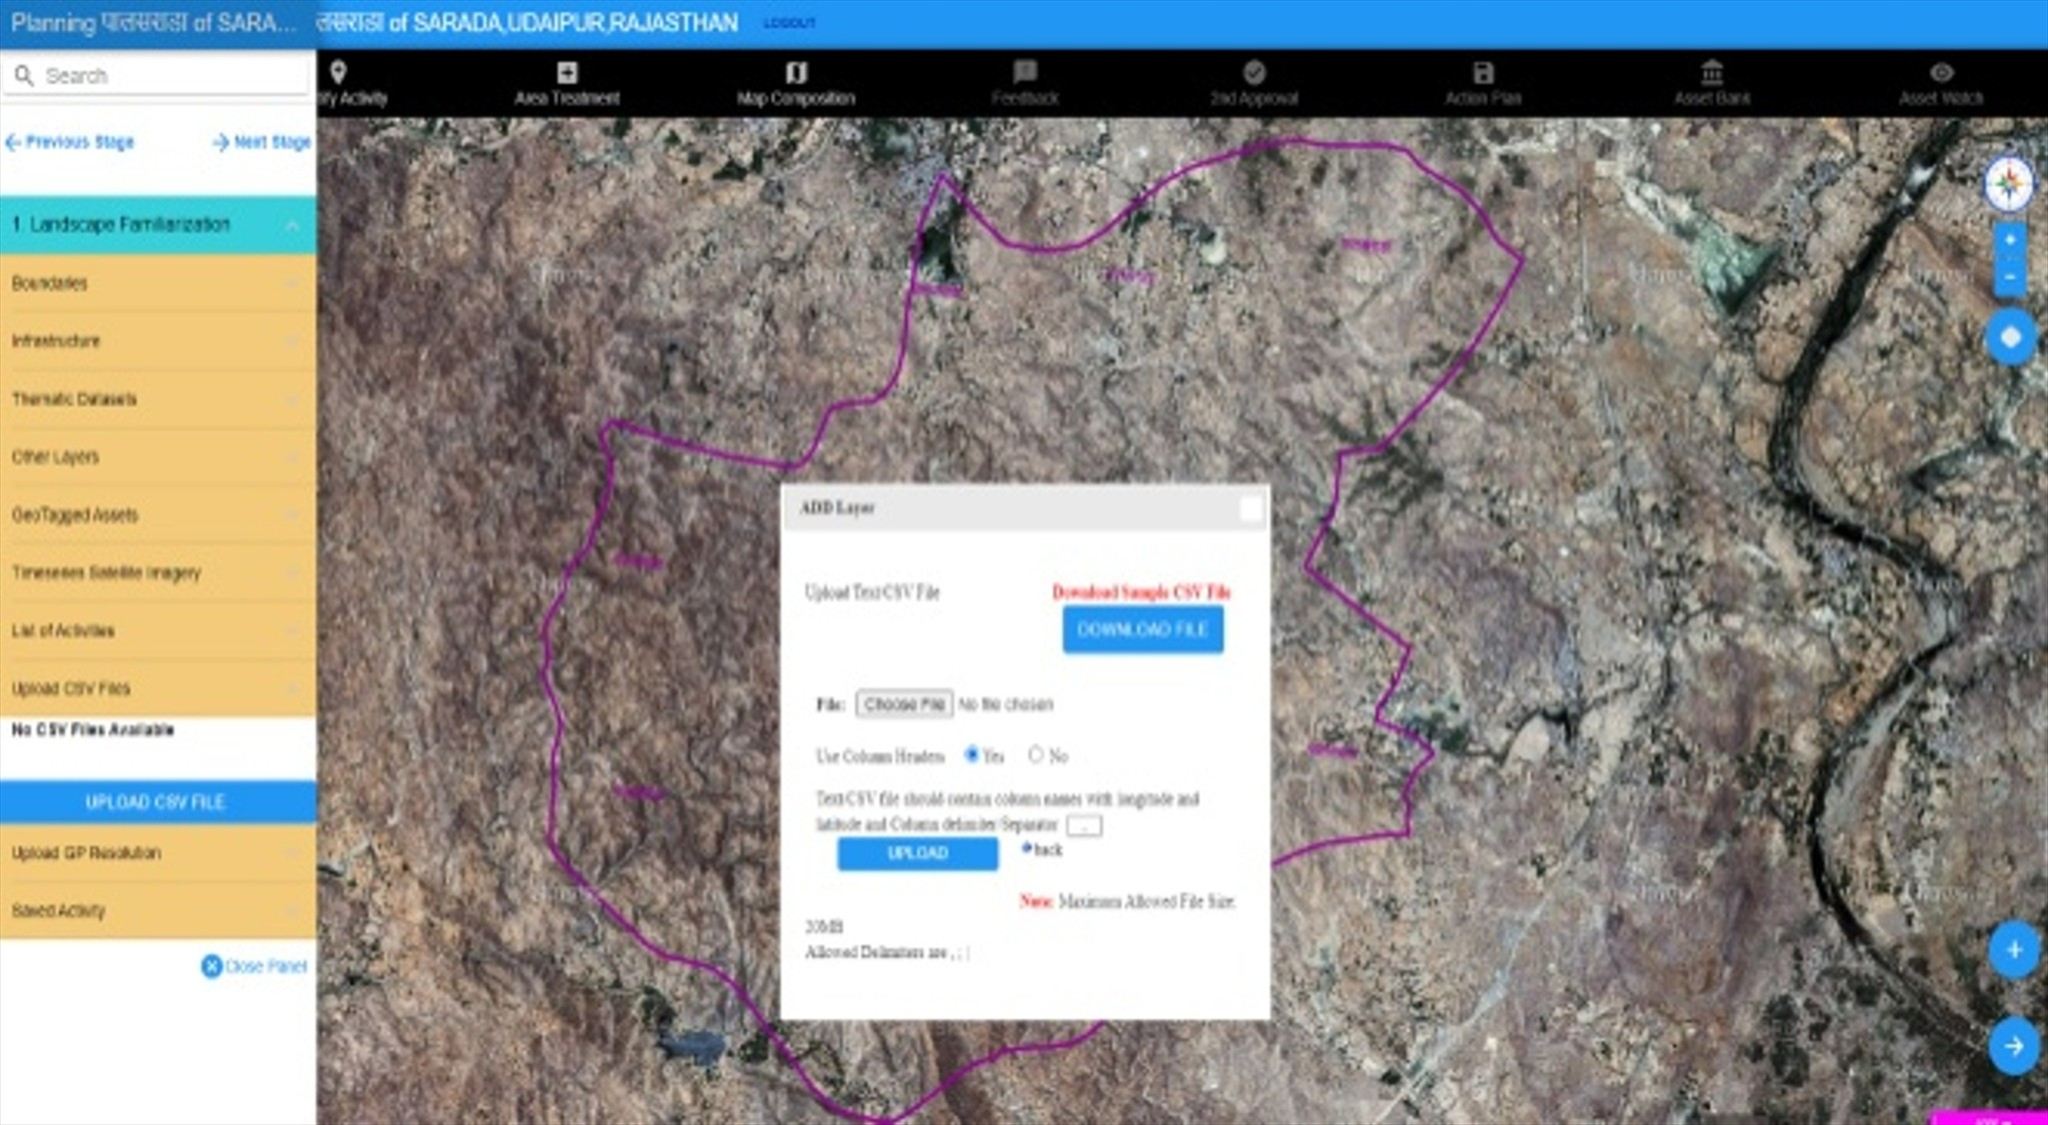 Planning पालसराडा of SARA... लसराडा of SARADA,UDAIPUR,RAJASTHAN LOGOUT
Search
Activity Area Treatment Map Composition Feedback 2nd Approval Action Plan Asset Bank Asset Watch
Previous Stage Next Stage
1 Landscape Familiarization
Boundaries
Infrastructure
Thematic Datasets
Other Layers
GeoTagged Assets
Timeseries Satellite Imagery
List of Activities
Upload CSV Files
No CSV Files Available
UPLOAD CSV FILE
Upload GP Resolution
Saved Activity
Close Panel
ADD Layer
Upload Text/CSV File Download Sample CSV File
DOWNLOAD FILE
File: Choose File No file chosen
Use Column Headers Yes No
Text/CSV file should contain column names with longitude and
latitude and Column delimiter/Separator ,
UPLOAD back
Note: Maximum Allowed File Size:
20MB
Allowed Delimiters are , ; |